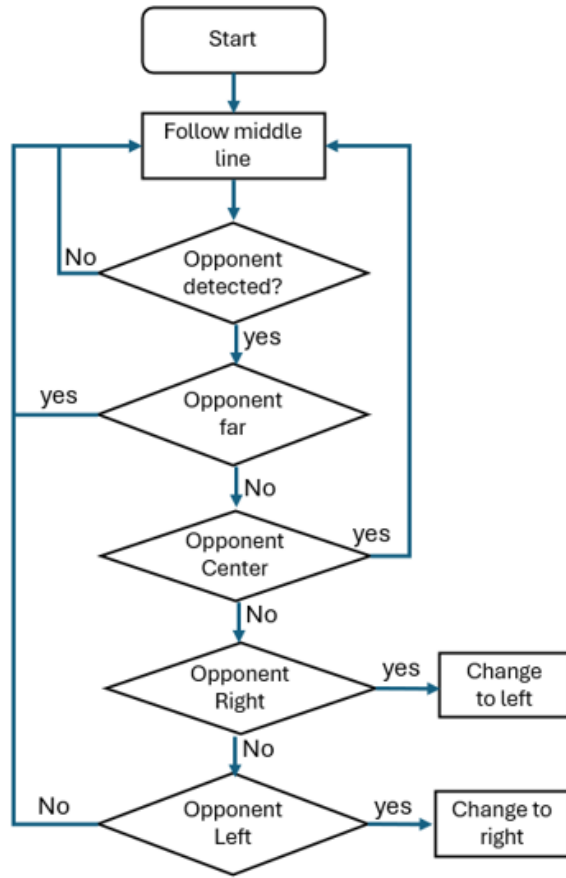 Start
Follow middle
line
Opponent
detected?
No
yes
Opponent
far
yes
No
Opponent
Center
yes
No
Opponent
Right
yes
Change
to left
No
Opponent
Left
No
yes
Change to
right